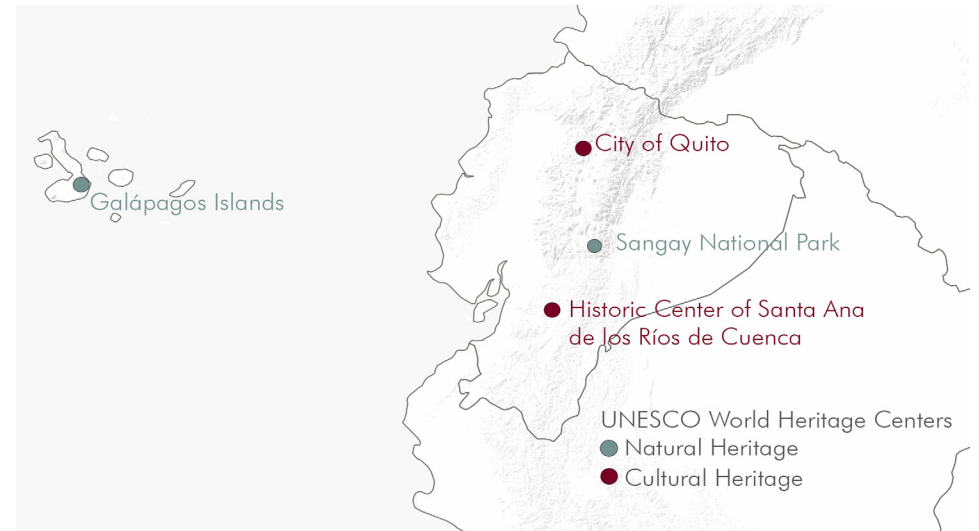 City of Quito
Galápagos Islands
Sangay National Park
Historic Center of Santa Ana
de los Ríos de Cuenca
UNESCO World Heritage Centers
Natural Heritage
Cultural Heritage